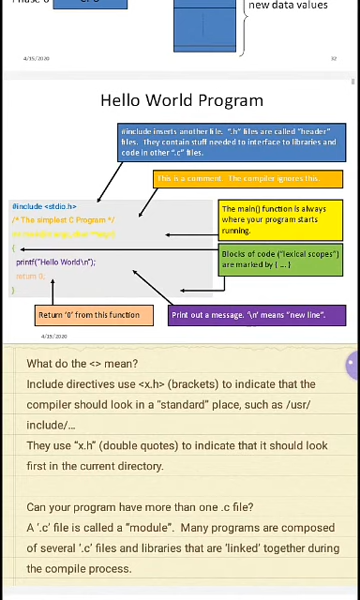 new data values
4/15/2020
32
Hello World Program
#include inserts another file. ".h" files are called "header"
files. They contain stuff needed to interface to libraries and
code in other ".c" files.
This is a comment. The compiler ignores this.
#include <stdio.h>
/* The simplest C Program */
The main() function is always
where your program starts
running.
{
Blocks of code ("lexical scopes")
are marked by { ... }
printf("Hello World\n");
return 0;
}
Return '0' from this function
Print out a message. '\n' means "new line".
4/15/2020
What do the <> mean?
Include directives use <x.h> (brackets) to indicate that the
compiler should look in a "standard" place, such as /usr/
include/...
They use "x.h" (double quotes) to indicate that it should look
first in the current directory.
Can your program have more than one .c file?
A '.c' file is called a "module". Many programs are composed
of several '.c' files and libraries that are 'linked' together during
the compile process.